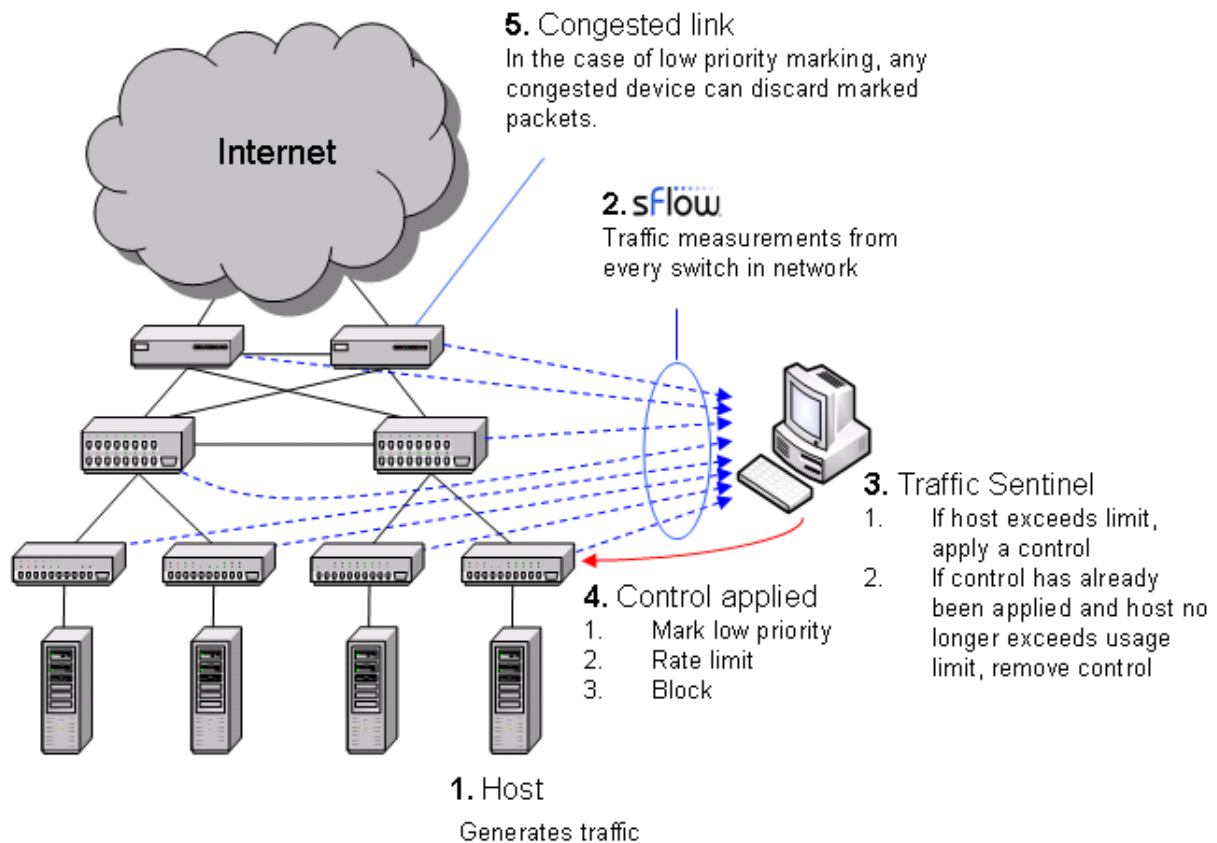 5. Congested link
In the case of low priority marking, any
congested device can discard marked
packets.
Internet
2. sFlow
Traffic measurements from
every switch in network
3. Traffic Sentinel
1. If host exceeds limit,
apply a control
2. If control has already
been applied and host no
longer exceeds usage
limit, remove control
4. Control applied
1. Mark low priority
2. Rate limit
3. Block
1. Host
Generates traffic